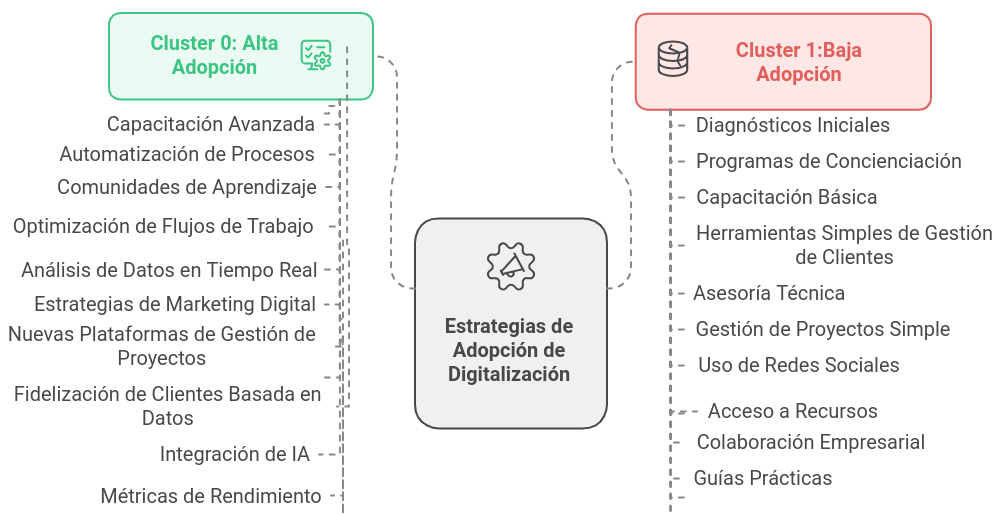 Cluster 0: Alta
Adopción
Capacitación Avanzada
Automatización de Procesos
Comunidades de Aprendizaje
Optimización de Flujos de Trabajo
Análisis de Datos en Tiempo Real
Estrategias de Marketing Digital
Nuevas Plataformas de Gestión de
Proyectos
Fidelización de Clientes Basada en
Datos
Integración de IA
Métricas de Rendimiento
Estrategias de
Adopción de
Digitalización
Cluster 1:Baja
Adopción
Diagnósticos Iniciales
Programas de Concienciación
Capacitación Básica
Herramientas Simples de Gestión
de Clientes
Asesoría Técnica
Gestión de Proyectos Simple
Uso de Redes Sociales
Acceso a Recursos
Colaboración Empresarial
Guías Prácticas